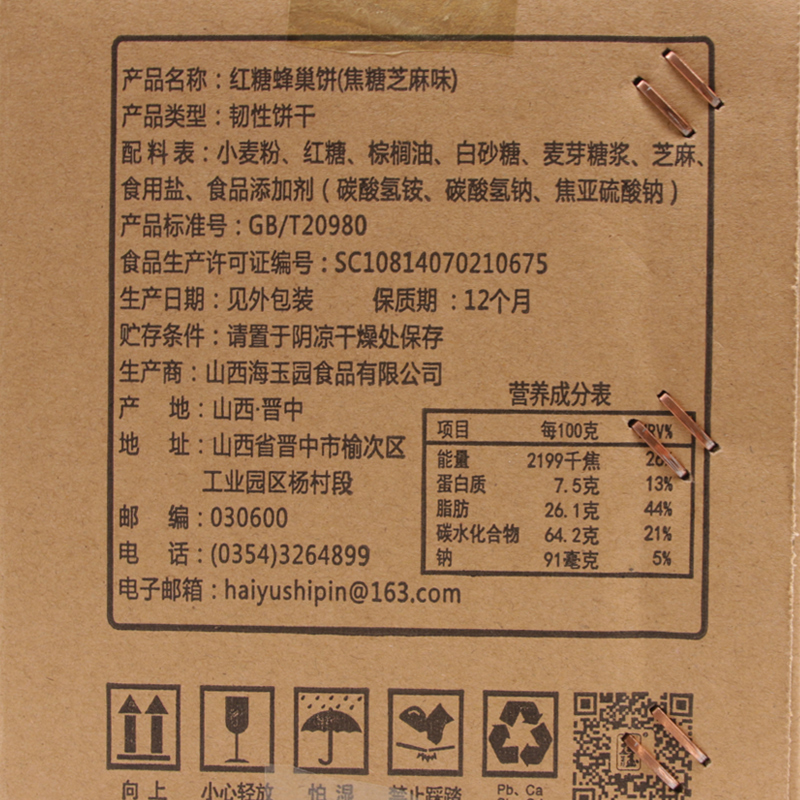 产品名称：红糖蜂巢饼(焦糖芝麻味)
产品类型：韧性饼干
配料表：小麦粉、红糖、棕榈油、白砂糖、麦芽糖浆、芝麻、
食用盐、食品添加剂（碳酸氢铵、碳酸氢钠、焦亚硫酸钠）
产品标准号：GB/T20980
食品生产许可证编号：SC10814070210675
生产日期：见外包装 保质期：12个月
贮存条件：请置于阴凉干燥处保存
生产商：山西海玉园食品有限公司
产 地：山西·晋中
地 址：山西省晋中市榆次区
工业园区杨村段
邮 编：030600
电 话：(0354)3264899
电子邮箱：haiyushipin@163.com
营养成分表
项目 每100克
能量 2199千焦
蛋白质 7.5克 13%
脂肪 26.1克 44%
碳水化合物 64.2克 21%
钠 91毫克 5%
向上 小心轻放 怕湿 禁止踩踏 Pb、Ca